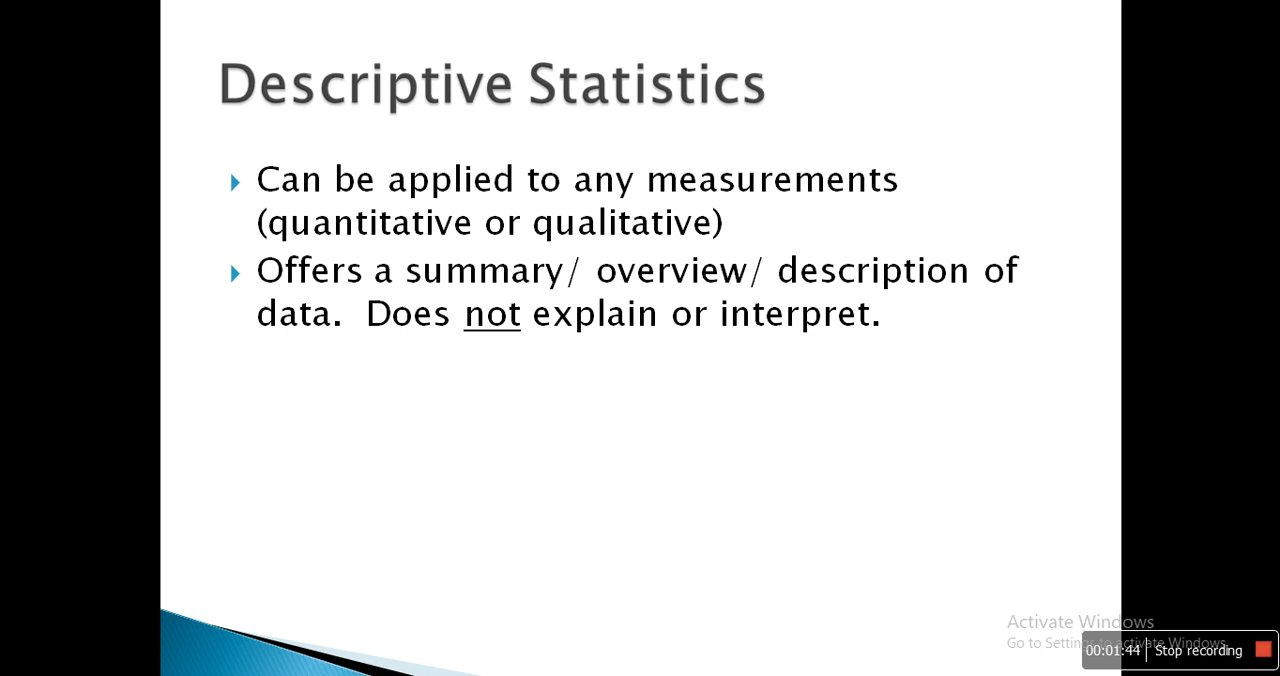 Descriptive Statistics
Can be applied to any measurements
(quantitative or qualitative)
Offers a summary/ overview/ description of
data.  Does not explain or interpret.
Activate Windows
Go to Settings to activate Windows.
00:01:44 Stop recording